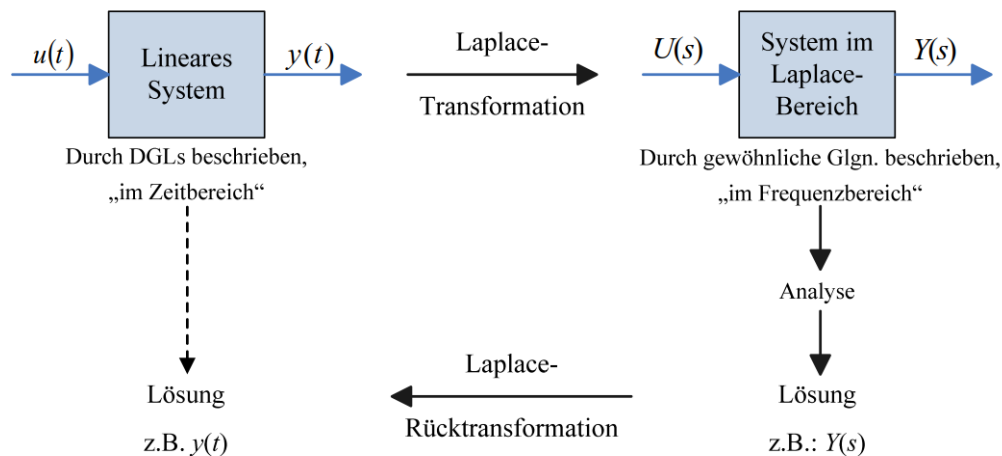 u(t)
Lineares
System
y(t)
Laplace-
Transformation
U(s)
System im
Laplace-
Bereich
Y(s)
Durch DGLs beschrieben,
„im Zeitbereich“
Durch gewöhnliche Glgn. beschrieben,
„im Frequenzbereich“
Analyse
Lösung
z.B. y(t)
Laplace-
Rücktransformation
Lösung
z.B.: Y(s)